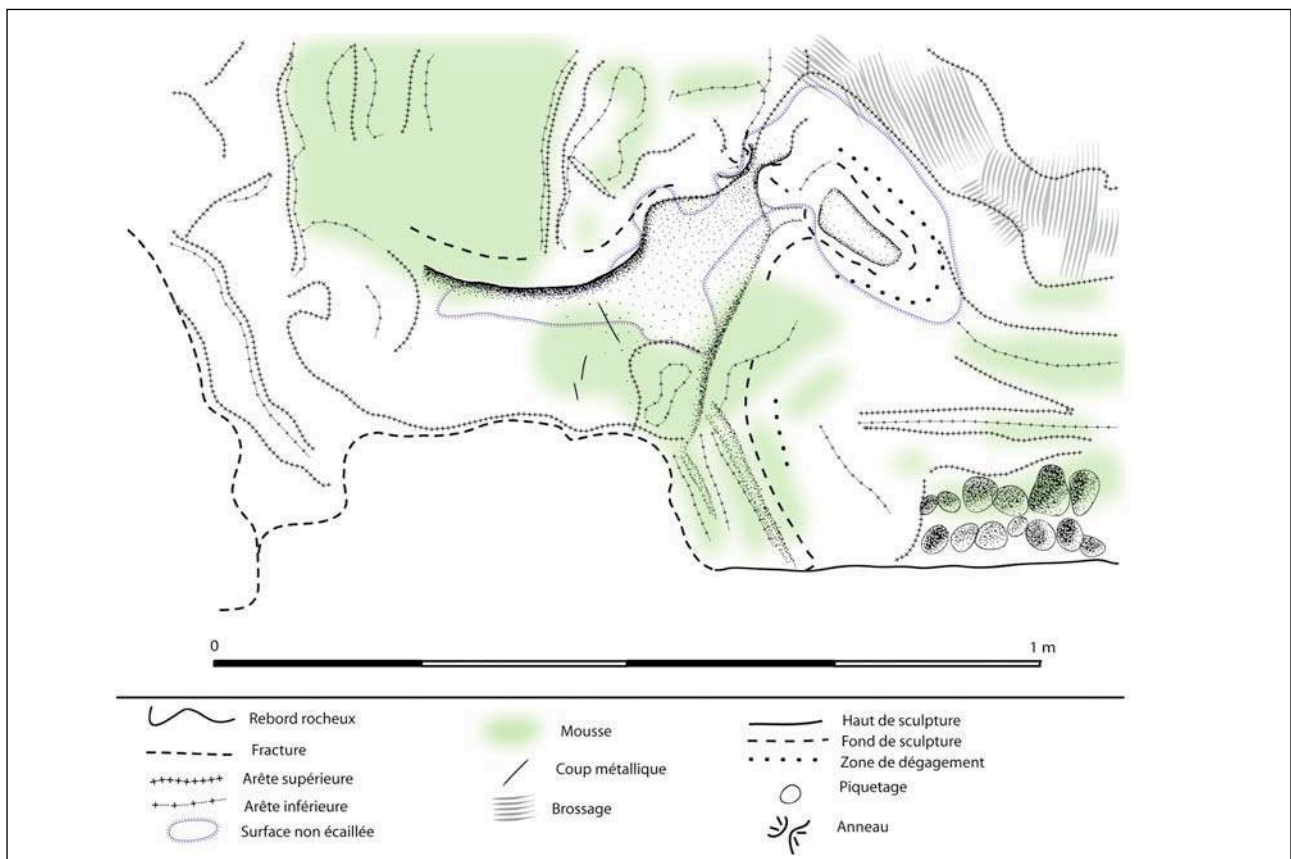 0 1 m
Rebord rocheux
Fracture
Arête supérieure
Arête inférieure
Surface non écaillée
Mousse
Coup métallique
Brossage
Haut de sculpture
Fond de sculpture
Zone de dégagement
Piquetage
Anneau